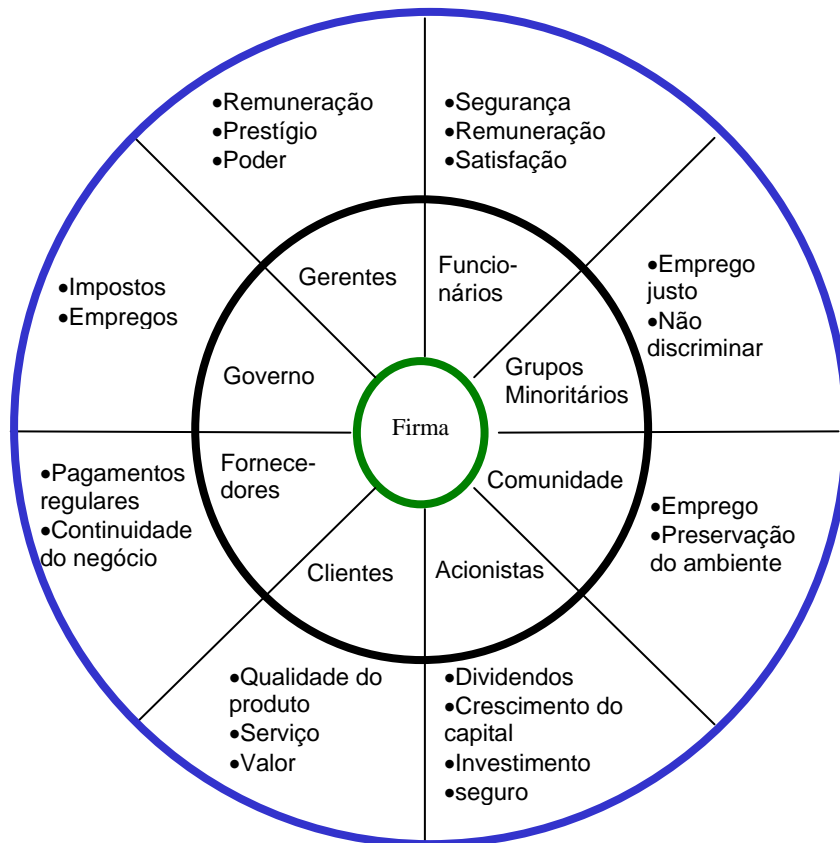 •Remuneração
•Prestígio
•Poder
•Segurança
•Remuneração
•Satisfação
•Impostos
•Empregos
Gerentes
Funcio-
nários
•Emprego
justo
•Não
discriminar
Governo
Grupos
Minoritários
Firma
•Pagamentos
regulares
•Continuidade
do negócio
Fornece-
dores
Comunidade
•Emprego
•Preservação
do ambiente
Clientes
Acionistas
•Qualidade do
produto
•Serviço
•Valor
•Dividendos
•Crescimento do
capital
•Investimento
•seguro